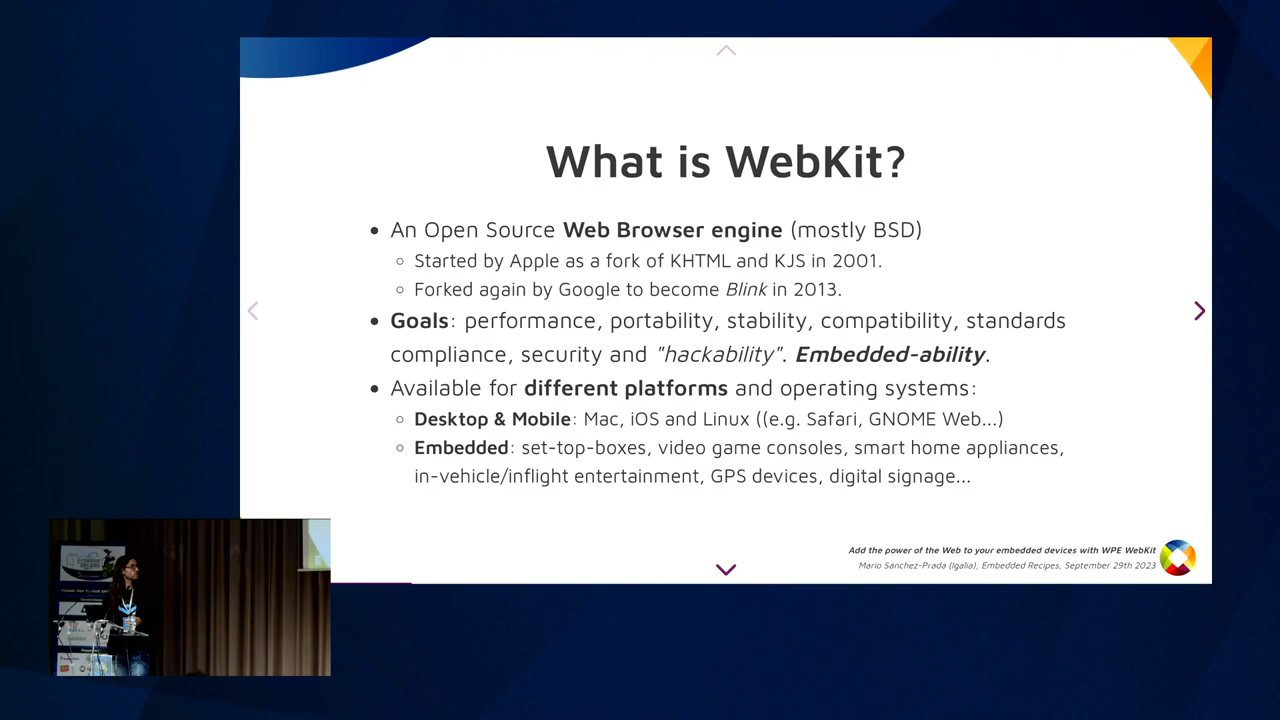 What is WebKit?
• An Open Source Web Browser engine (mostly BSD)
◦ Started by Apple as a fork of KHTML and KJS in 2001.
◦ Forked again by Google to become Blink in 2013.
• Goals: performance, portability, stability, compatibility, standards
compliance, security and "hackability". Embedded-ability.
• Available for different platforms and operating systems:
◦ Desktop & Mobile: Mac, iOS and Linux ((e.g. Safari, GNOME Web...)
◦ Embedded: set-top-boxes, video game consoles, smart home appliances,
in-vehicle/inflight entertainment, GPS devices, digital signage...
Add the power of the Web to your embedded devices with WPE WebKit
Mario Sánchez-Prada (Igalia), Embedded Recipes, September 29th 2023